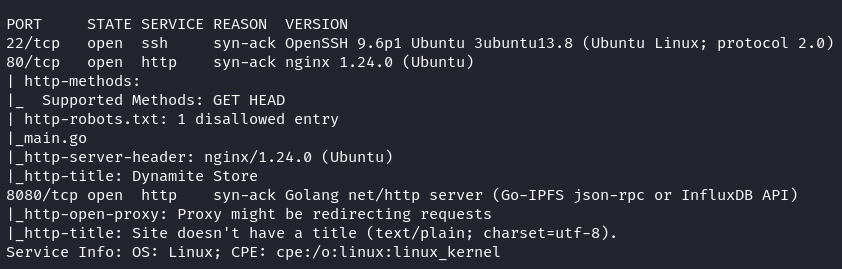 PORT     STATE SERVICE REASON  VERSION
22/tcp   open  ssh     syn-ack OpenSSH 9.6p1 Ubuntu 3ubuntu13.8 (Ubuntu Linux; protocol 2.0)
80/tcp   open  http    syn-ack nginx 1.24.0 (Ubuntu)
| http-methods:
|_  Supported Methods: GET HEAD
| http-robots.txt: 1 disallowed entry
|_main.go
|_http-server-header: nginx/1.24.0 (Ubuntu)
|_http-title: Dynamite Store
8080/tcp open  http    syn-ack Golang net/http server (Go-IPFS json-rpc or InfluxDB API)
|_http-open-proxy: Proxy might be redirecting requests
|_http-title: Site doesn't have a title (text/plain; charset=utf-8).
Service Info: OS: Linux; CPE: cpe:/o:linux:linux_kernel